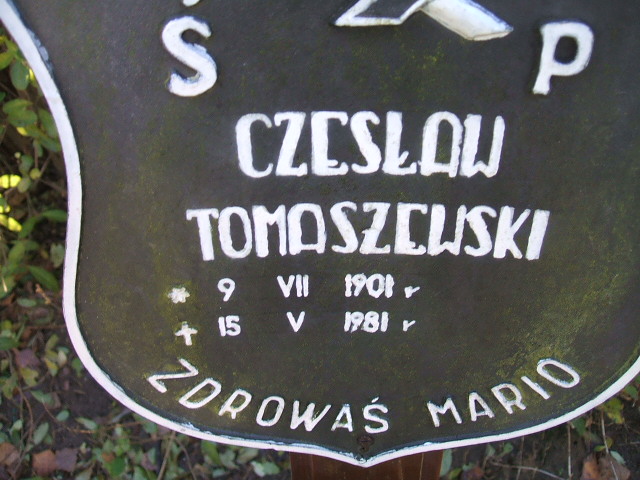 Ś P
CZESŁAW
TOMASZEWSKI
* 9 VII 1901 r
+ 15 V 1981 r
ZDROWAŚ MARIO